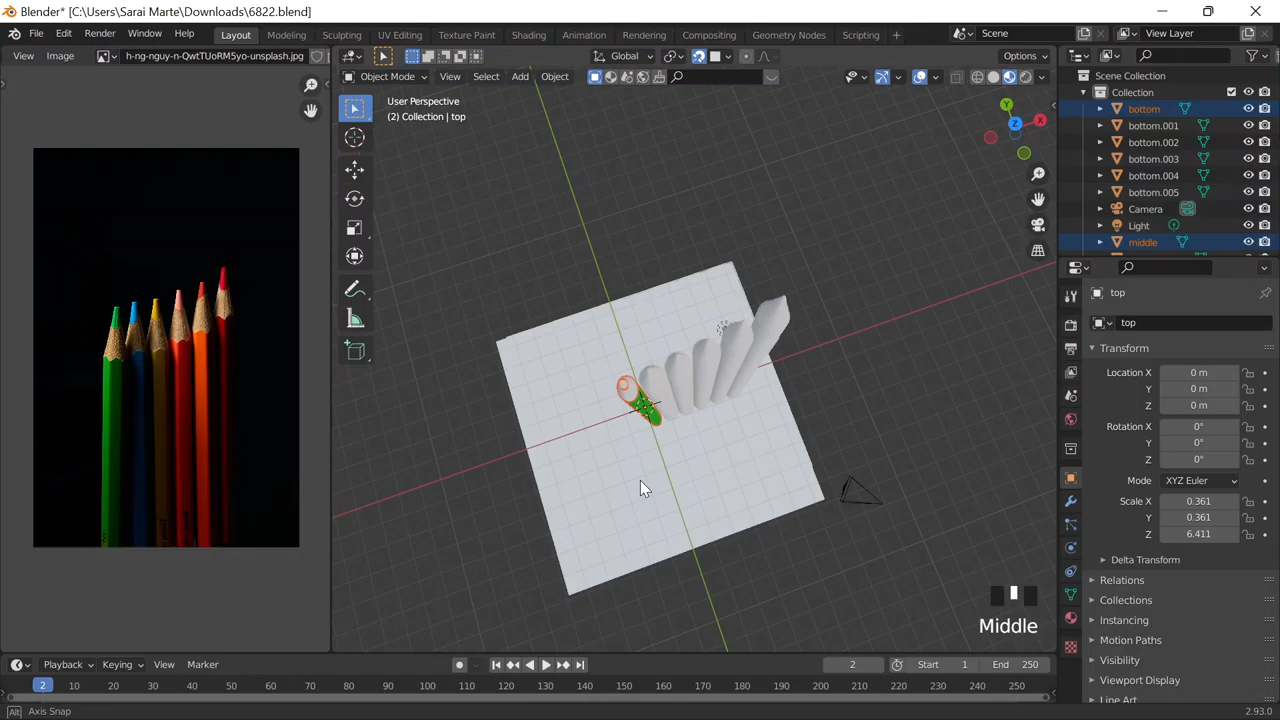 Blender* [C:\Users\Sarai Marte\Downloads\6822.blend]
File Edit Render Window Help Layout Modeling Sculpting UV Editing Texture Paint Shading Animation Rendering Compositing Geometry Nodes Scripting + Scene View Layer
View Image h-ng-nguy-n-QwtTUoRM5yo-unsplash.jpg Global Options
Object Mode View Select Add Object
Scene Collection
Collection
User Perspective
(2) Collection | top
bottom
bottom.001
bottom.002
bottom.003
bottom.004
bottom.005
Camera
Light
middle
Y
X
Z
top
top
Transform
Location X 0 m
Y 0 m
Z 0 m
Rotation X 0°
Y 0°
Z 0°
Mode XYZ Euler
Scale X 0.361
Y 0.361
Z 6.411
Delta Transform
Relations
Collections
Instancing
Motion Paths
Visibility
Viewport Display
Line Art
Middle
Playback Keying View Marker 2 Start 1 End 250
2 10 20 30 40 50 60 70 80 90 100 110 120 130 140 150 160 170 180 190 200 210 220 230 240 250
Alt Axis Snap 2.93.0